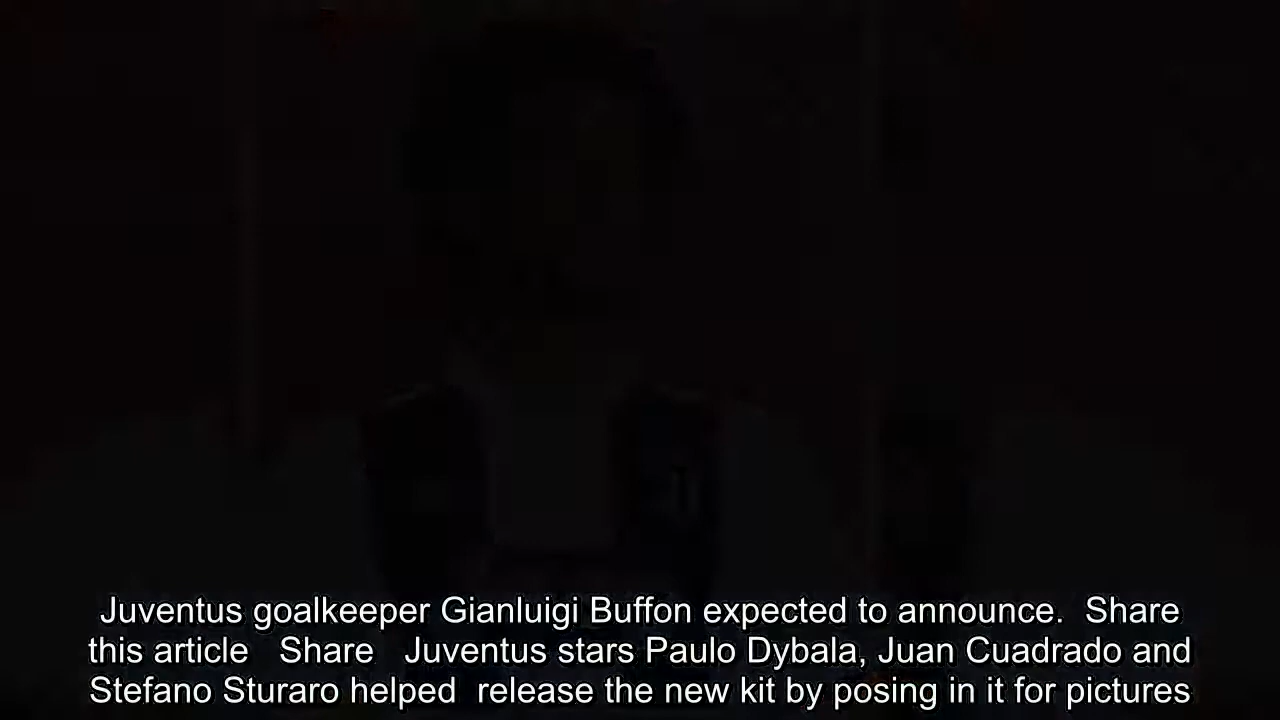 Juventus goalkeeper Gianluigi Buffon expected to announce.  Share
this article   Share   Juventus stars Paulo Dybala, Juan Cuadrado and
Stefano Sturaro helped  release the new kit by posing in it for pictures